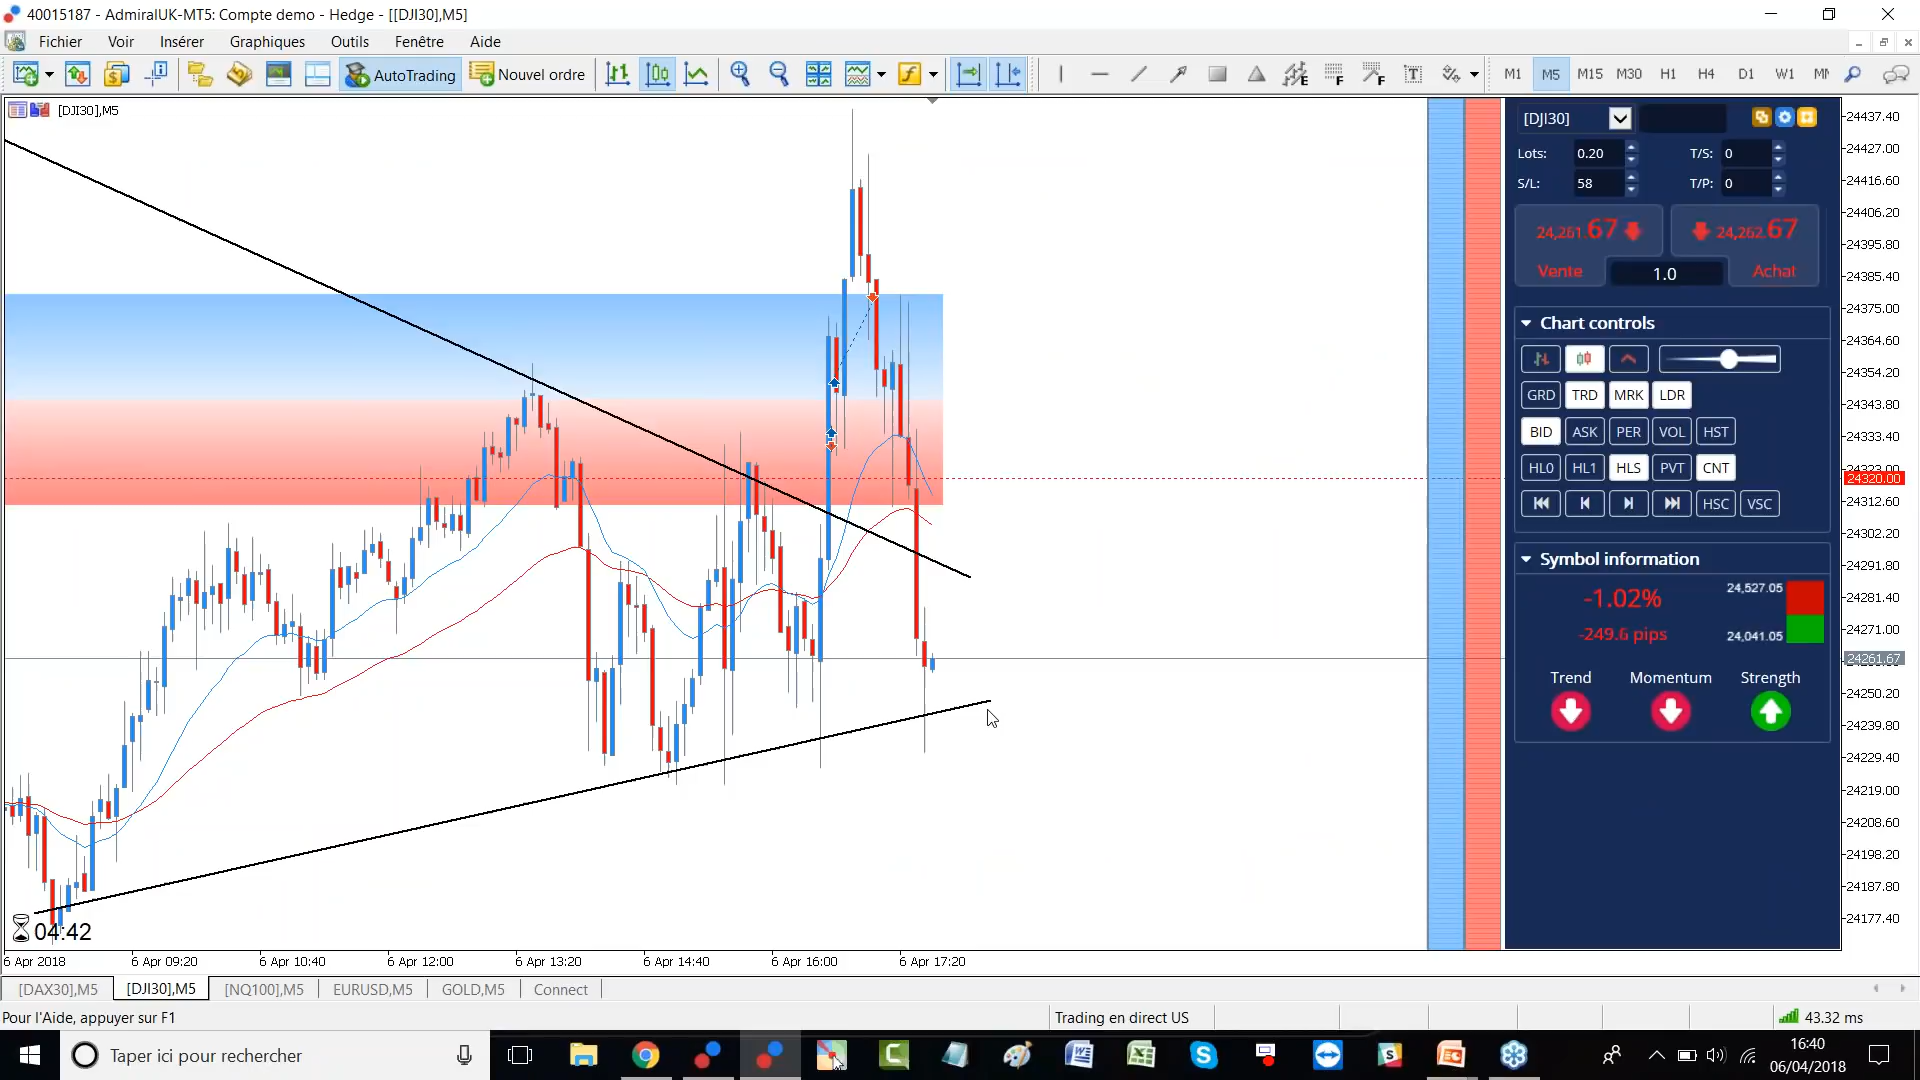 40015187 - AdmiralUK-MT5: Compte demo - Hedge - [[DJI30],M5]
Fichier Voir Insérer Graphiques Outils Fenêtre Aide
AutoTrading Nouvel ordre M1 M5 M15 M30 H1 H4 D1 W1
[DJI30],M5
[DJI30]
Lots: 0.20 T/S: 0
S/L: 58 T/P: 0
24,261.67 24,262.67
Vente 1.0 Achat
Chart controls
GRD TRD MRK LDR
BID ASK PER VOL HST
HL0 HL1 HLS PVT CNT
HSC VSC
Symbol information
-1.02% 24,527.05
-249.6 pips 24,041.05
Trend Momentum Strength
24437.40
24427.00
24416.60
24406.20
24395.80
24385.40
24375.00
24364.60
24354.20
24343.80
24333.40
24320.00
24312.60
24302.20
24291.80
24281.40
24271.00
24261.67
24250.20
24239.80
24229.40
24219.00
24208.60
24198.20
24187.80
24177.40
04:42
6 Apr 2018 6 Apr 09:20 6 Apr 10:40 6 Apr 12:00 6 Apr 13:20 6 Apr 14:40 6 Apr 16:00 6 Apr 17:20
[DAX30],M5 [DJI30],M5 [NQ100],M5 EURUSD,M5 GOLD,M5 Connect
Pour l'Aide, appuyer sur F1 Trading en direct US 43.32 ms
Taper ici pour rechercher
16:40
06/04/2018